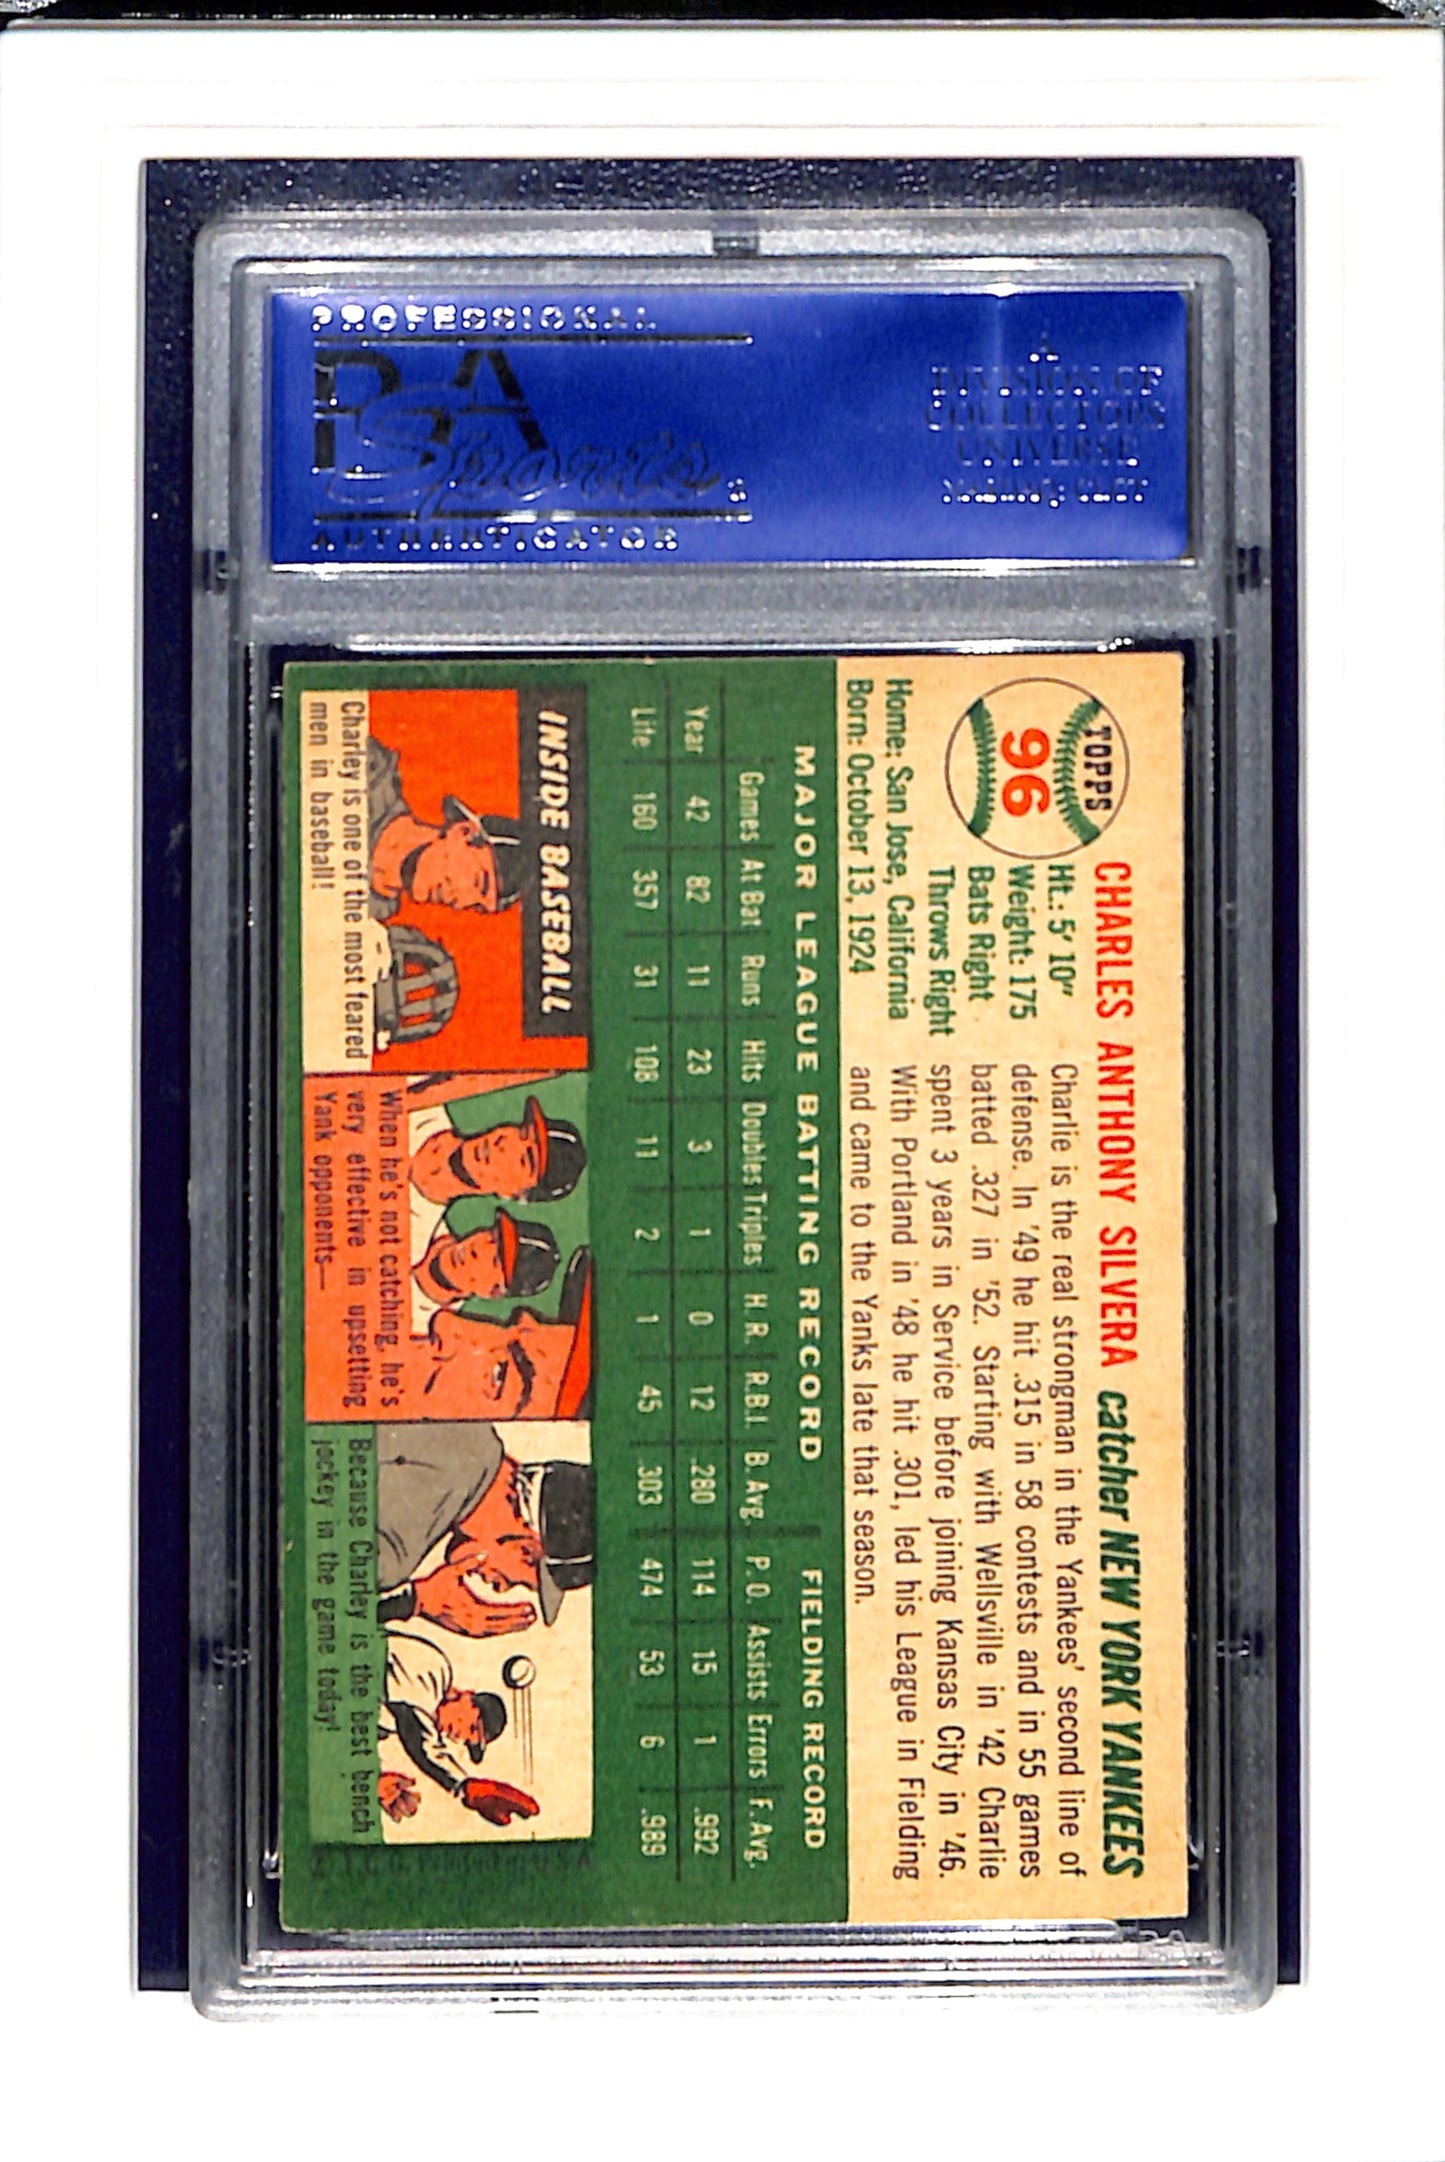 PROFESSIONAL
PSA
Sports
AUTHENTICATOR
A
DIVISION OF
COLLECTORS
UNIVERSE
TOPPS
96
CHARLES ANTHONY SILVERA catcher NEW YORK YANKEES
Ht.: 5' 10"
Weight: 175
Bats Right
Throws Right
Home: San Jose, California
Born: October 13, 1924
Charlie is the real strongman in the Yankees' second line of
defense. In '49 he hit .315 in 58 contests and in 55 games
batted .327 in '52. Starting with Wellsville in '42 Charlie
spent 3 years in Service before joining Kansas City in '46.
With Portland in '48 he hit .301, led his League in Fielding
and came to the Yanks late that season.
MAJOR LEAGUE BATTING RECORD FIELDING RECORD
Games At Bat Runs Hits Doubles Triples H. R. R.B.I. B. Avg. P. O. Assists Errors F. Avg.
Year 42 82 11 23 3 1 0 12 .280 114 15 1 .992
Life 160 357 31 108 11 2 1 45 .303 474 53 6 .989
INSIDE BASEBALL
Charley is one of the most feared
men in baseball!
When he's not catching, he's
very effective in upsetting
Yank opponents—
Because Charley is the best bench
jockey in the game today!